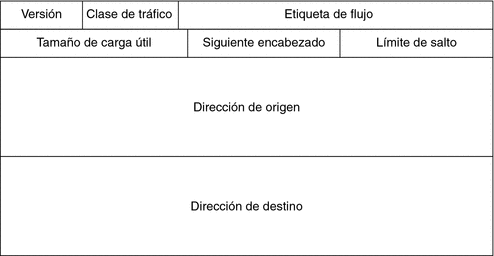 Versión Clase de tráfico Etiqueta de flujo
Tamaño de carga útil Siguiente encabezado Límite de salto
Dirección de origen
Dirección de destino